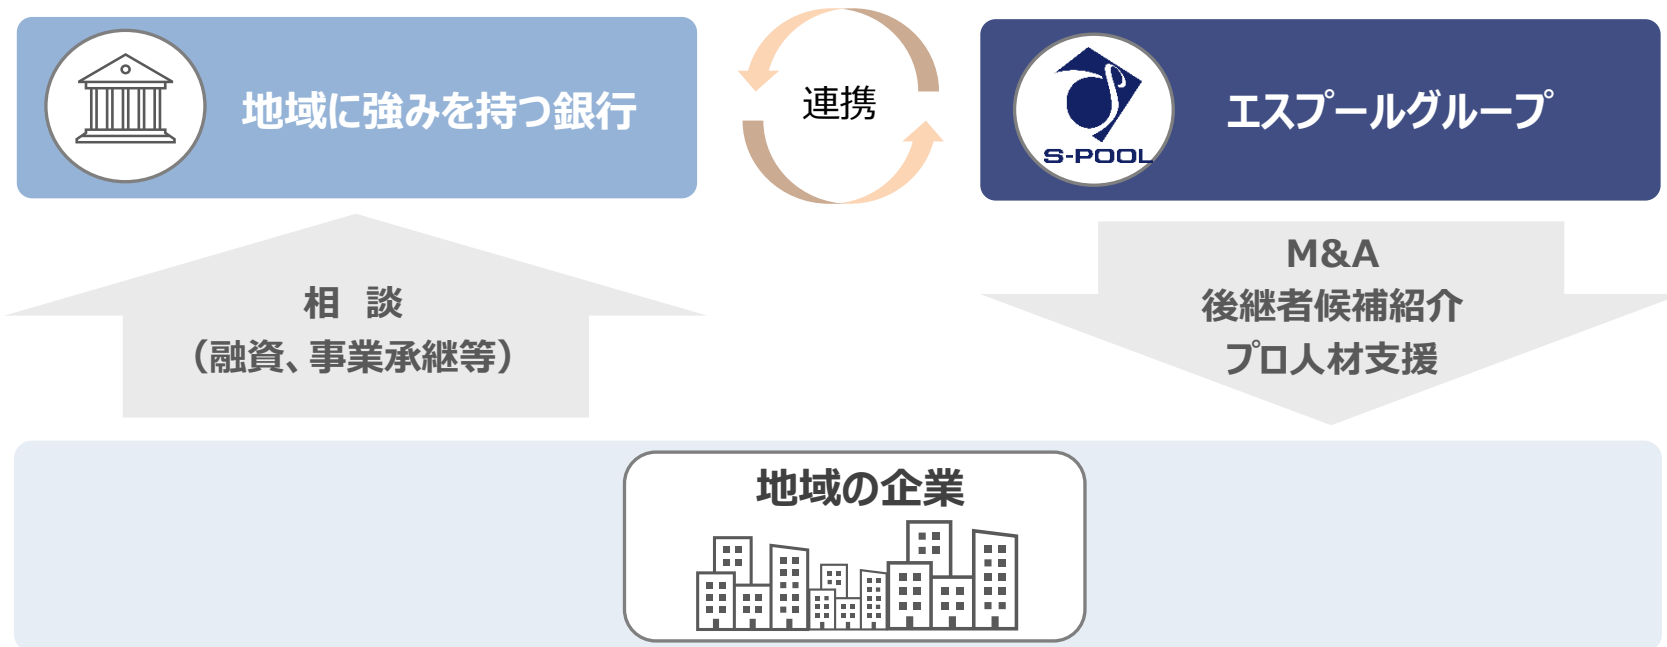 地域に強みを持つ銀行
連携
S-POOL
エスプールグループ
相　談
（融資、事業承継等）
M&A
後継者候補紹介
プロ人材支援
地域の企業